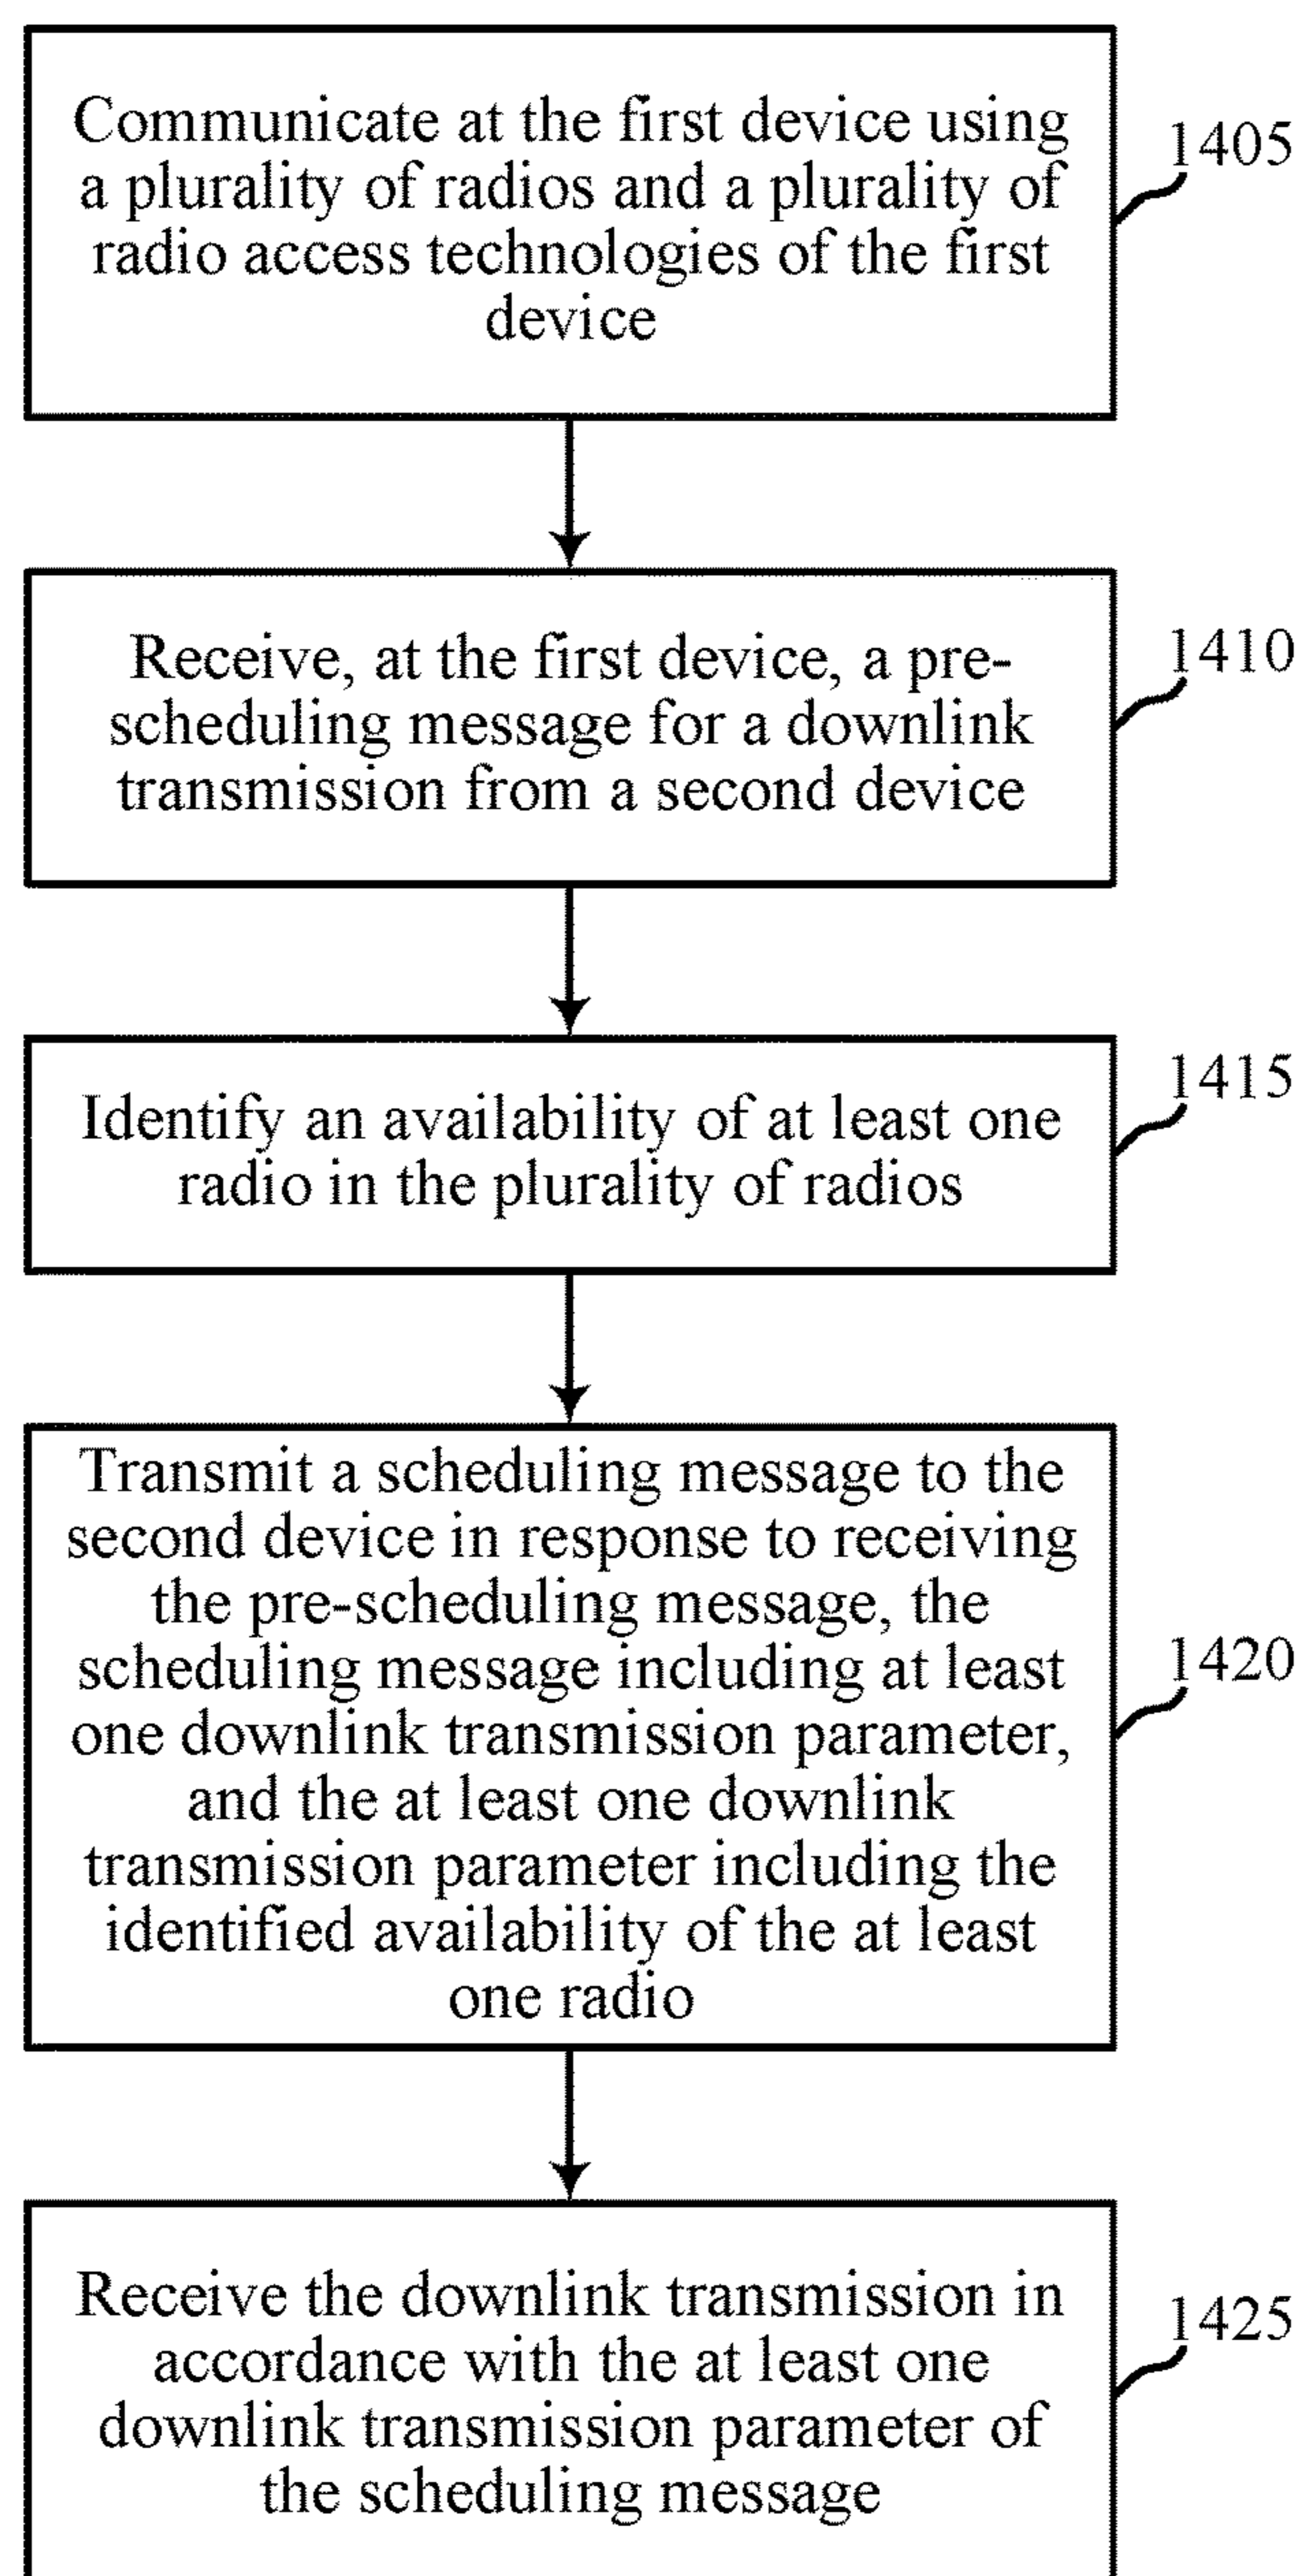 Communicate at the first device using
a plurality of radios and a plurality of
radio access technologies of the first
device
1405
Receive, at the first device, a pre-
scheduling message for a downlink
transmission from a second device
1410
Identify an availability of at least one
radio in the plurality of radios
1415
Transmit a scheduling message to the
second device in response to receiving
the pre-scheduling message, the
scheduling message including at least
one downlink transmission parameter,
and the at least one downlink
transmission parameter including the
identified availability of the at least
one radio
1420
Receive the downlink transmission in
accordance with the at least one
downlink transmission parameter of
the scheduling message
1425